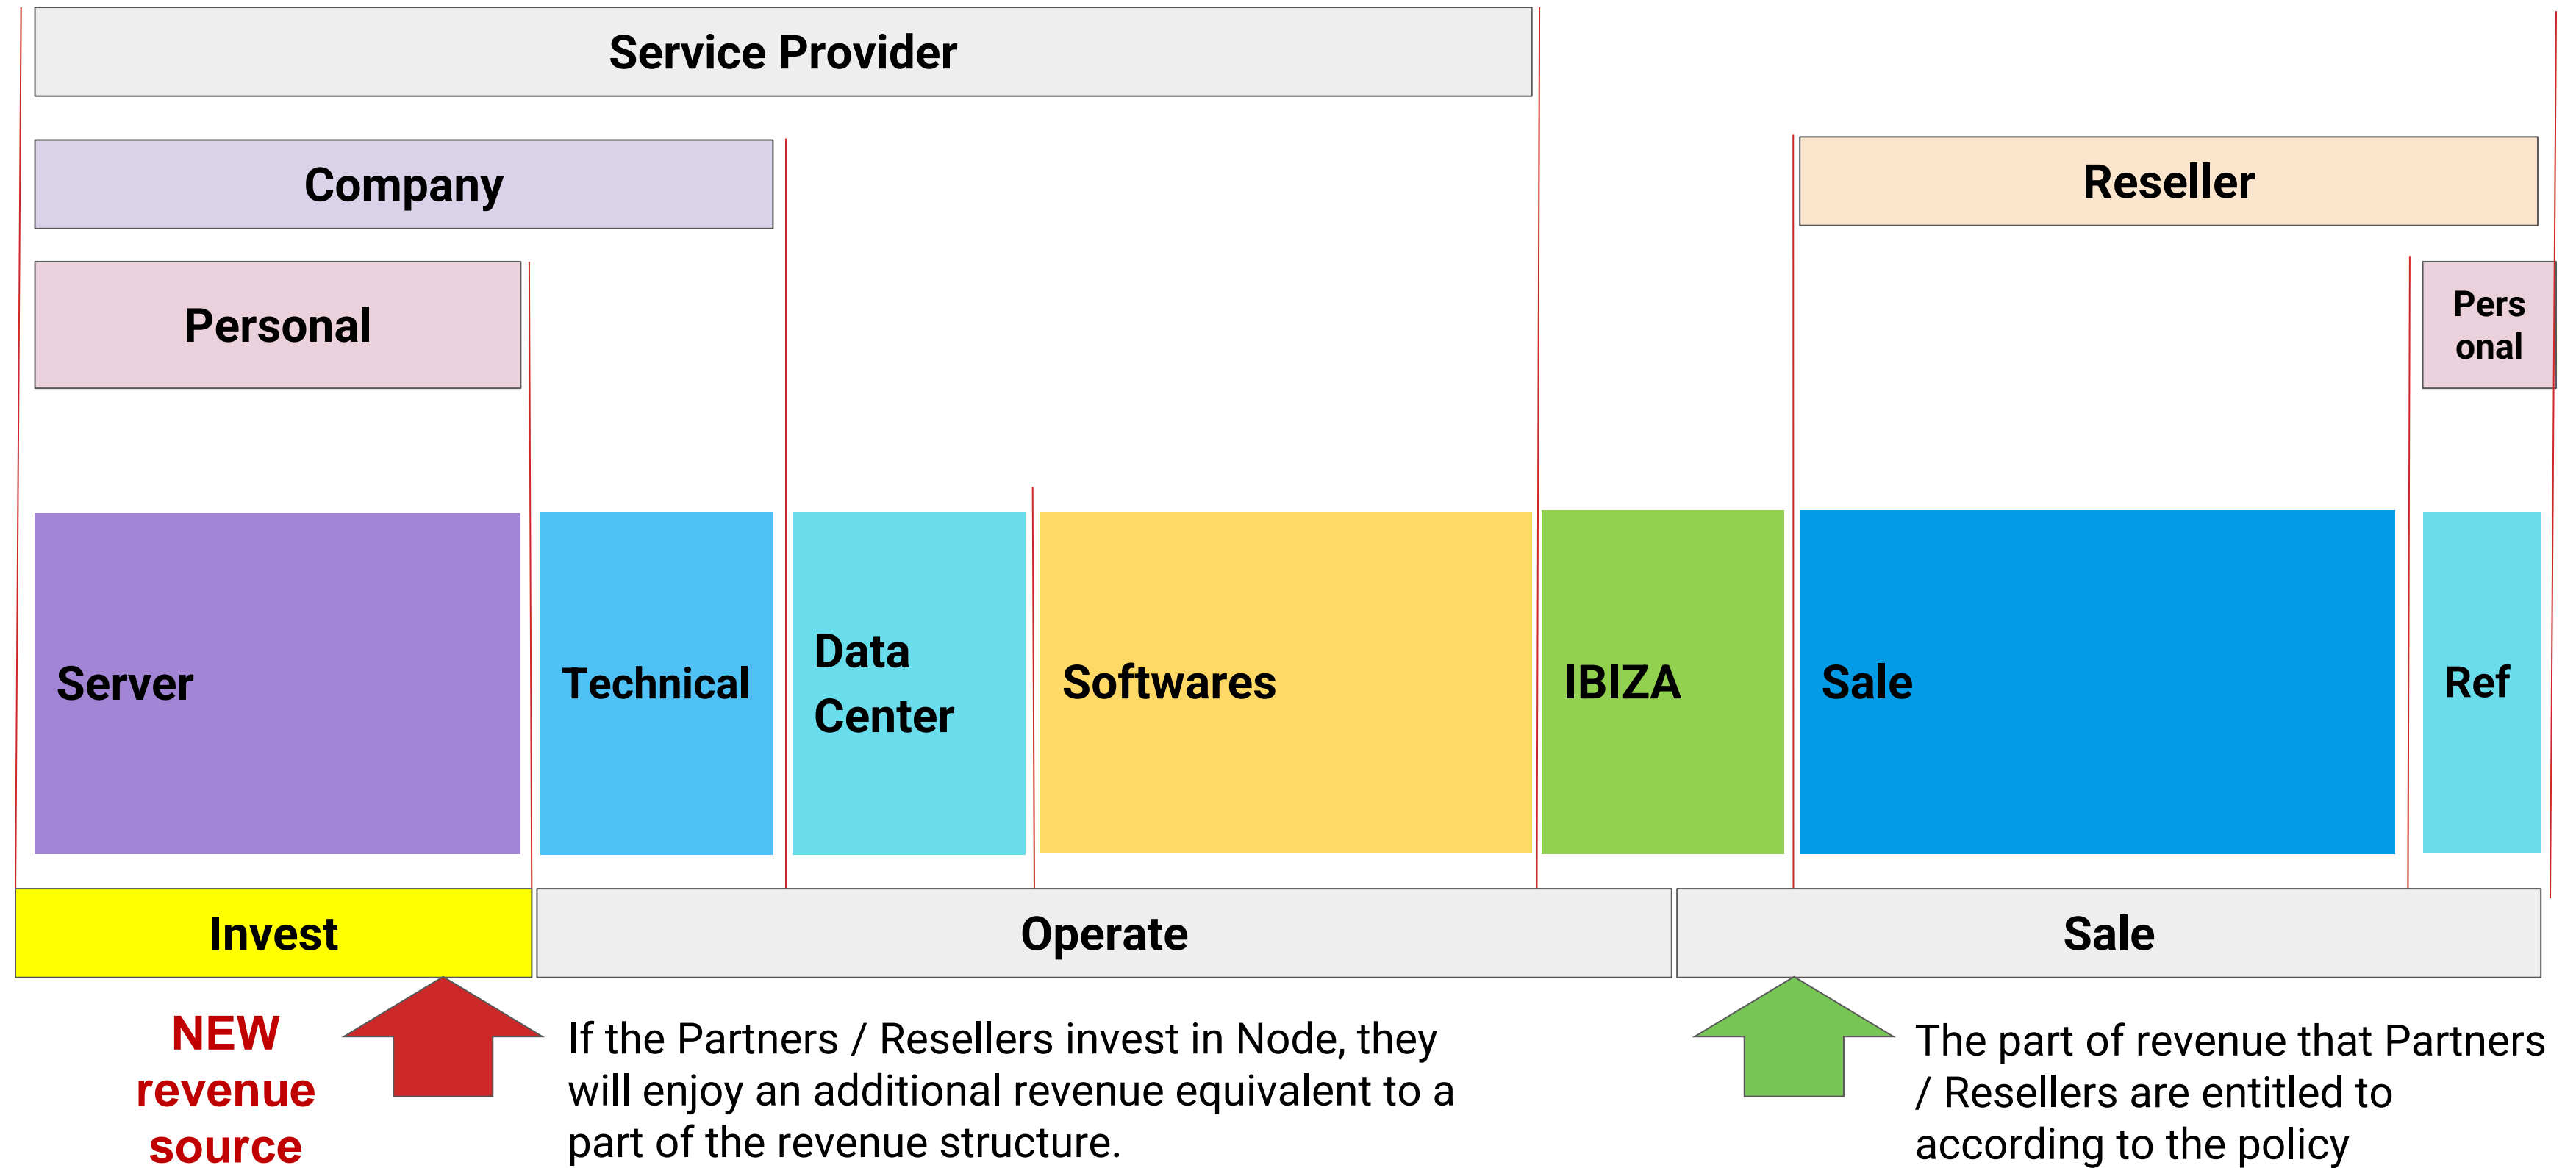 Service Provider
Company
Reseller
Personal
Pers
onal
Server
Technical
Data
Center
Softwares
IBIZA
Sale
Ref
Invest
Operate
Sale
NEW
revenue
source
If the Partners / Resellers invest in Node, they
will enjoy an additional revenue equivalent to a
part of the revenue structure.
The part of revenue that Partners
/ Resellers are entitled to
according to the policy